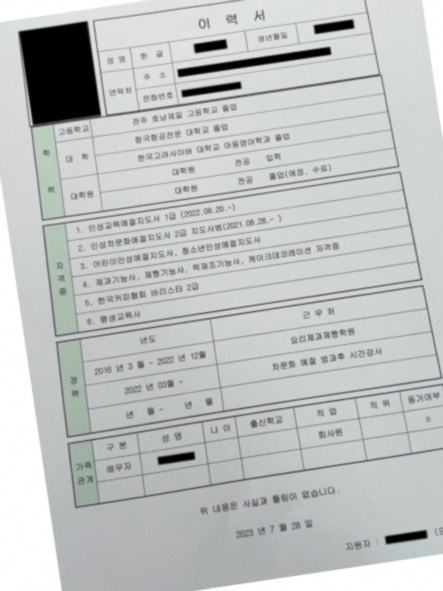 이 력 서
성 명 한 글 생년월일
연락처 주 소
전화번호
학 력
고등학교 전주 호남제일 고등학교 졸업
대 학 항공전문 대학교 졸업
한국고려사이버 대학교 아동영어학과 졸업
대학원 대학원 전공 입학
대학원 전공 졸업(예정, 수료)
자격증
1. 인성교육예절지도사 1급 (2022.08.20.~)
2. 인성차문화예절지도사 2급 지도사범(2021.08.28.~ )
3. 어린이인성예절지도사, 청소년인성예절지도사
4. 제과기능사, 제빵기능사, 떡제조기능사, 케이크데코레이션 자격증
5. 한국커피협회 바리스타 2급
6. 평생교육사
경력
년도 근 무 처
2016 년 3 월 ~ 2022 년 12월 요리제과제빵학원
2022 년 03월 ~ 차문화 예절 방과후 시간강사
년 월 ~ 년 월
가족관계
구 분 성 명 나 이 출신학교 직 업 직 위 동거여부
배우자 회사원 ○
위 내용은 사실과 틀림이 없습니다.
2023 년 7 월 28 일
지원자 :